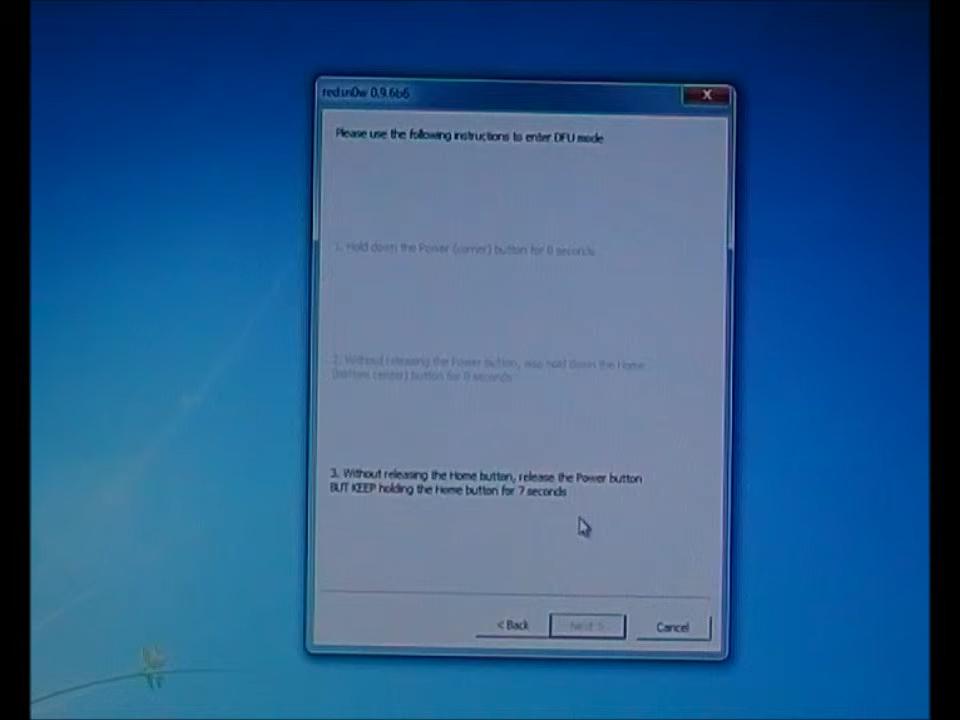 redsn0w 0.9.6b6
Please use the following instructions to enter DFU mode
1. Hold down the Power (corner) button for 0 seconds
2. Without releasing the Power button, also hold down the Home
(bottom center) button for 0 seconds
3. Without releasing the Home button, release the Power button
BUT KEEP holding the Home button for 7 seconds
< Back
Next >
Cancel